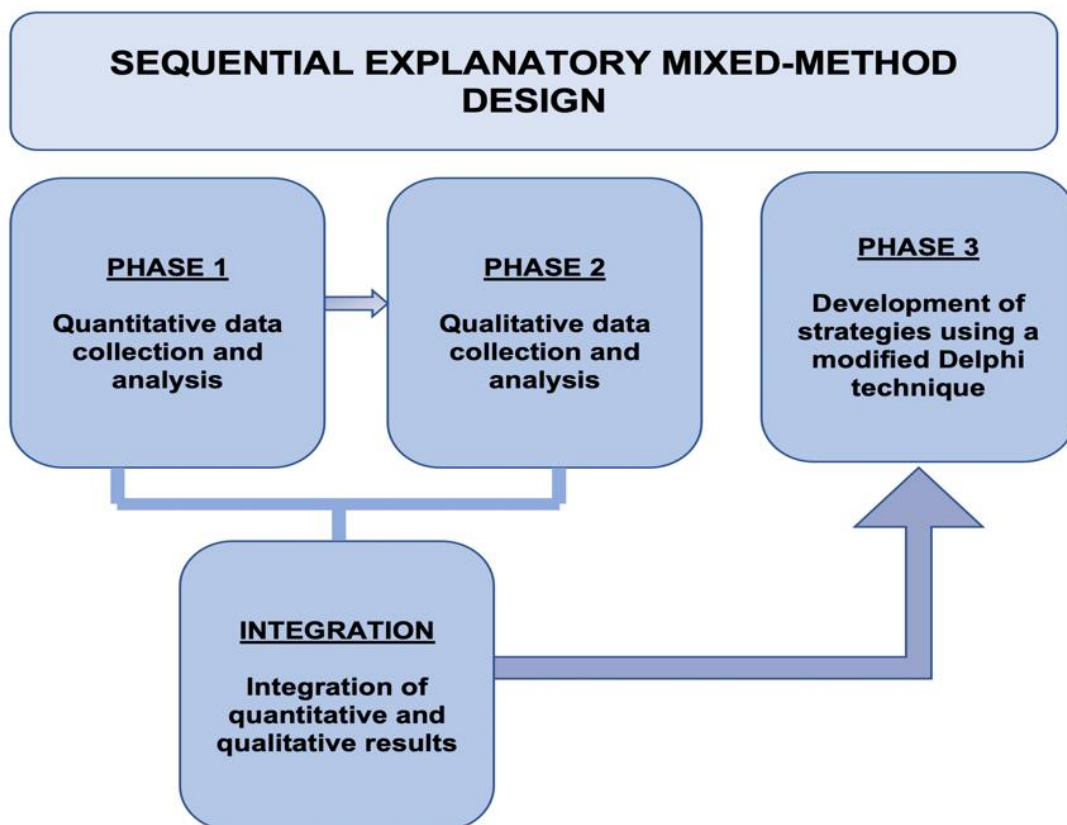 SEQUENTIAL EXPLANATORY MIXED-METHOD
DESIGN
PHASE 1
Quantitative data
collection and
analysis
PHASE 2
Qualitative data
collection and
analysis
PHASE 3
Development of
strategies using a
modified Delphi
technique
INTEGRATION
Integration of
quantitative and
qualitative results